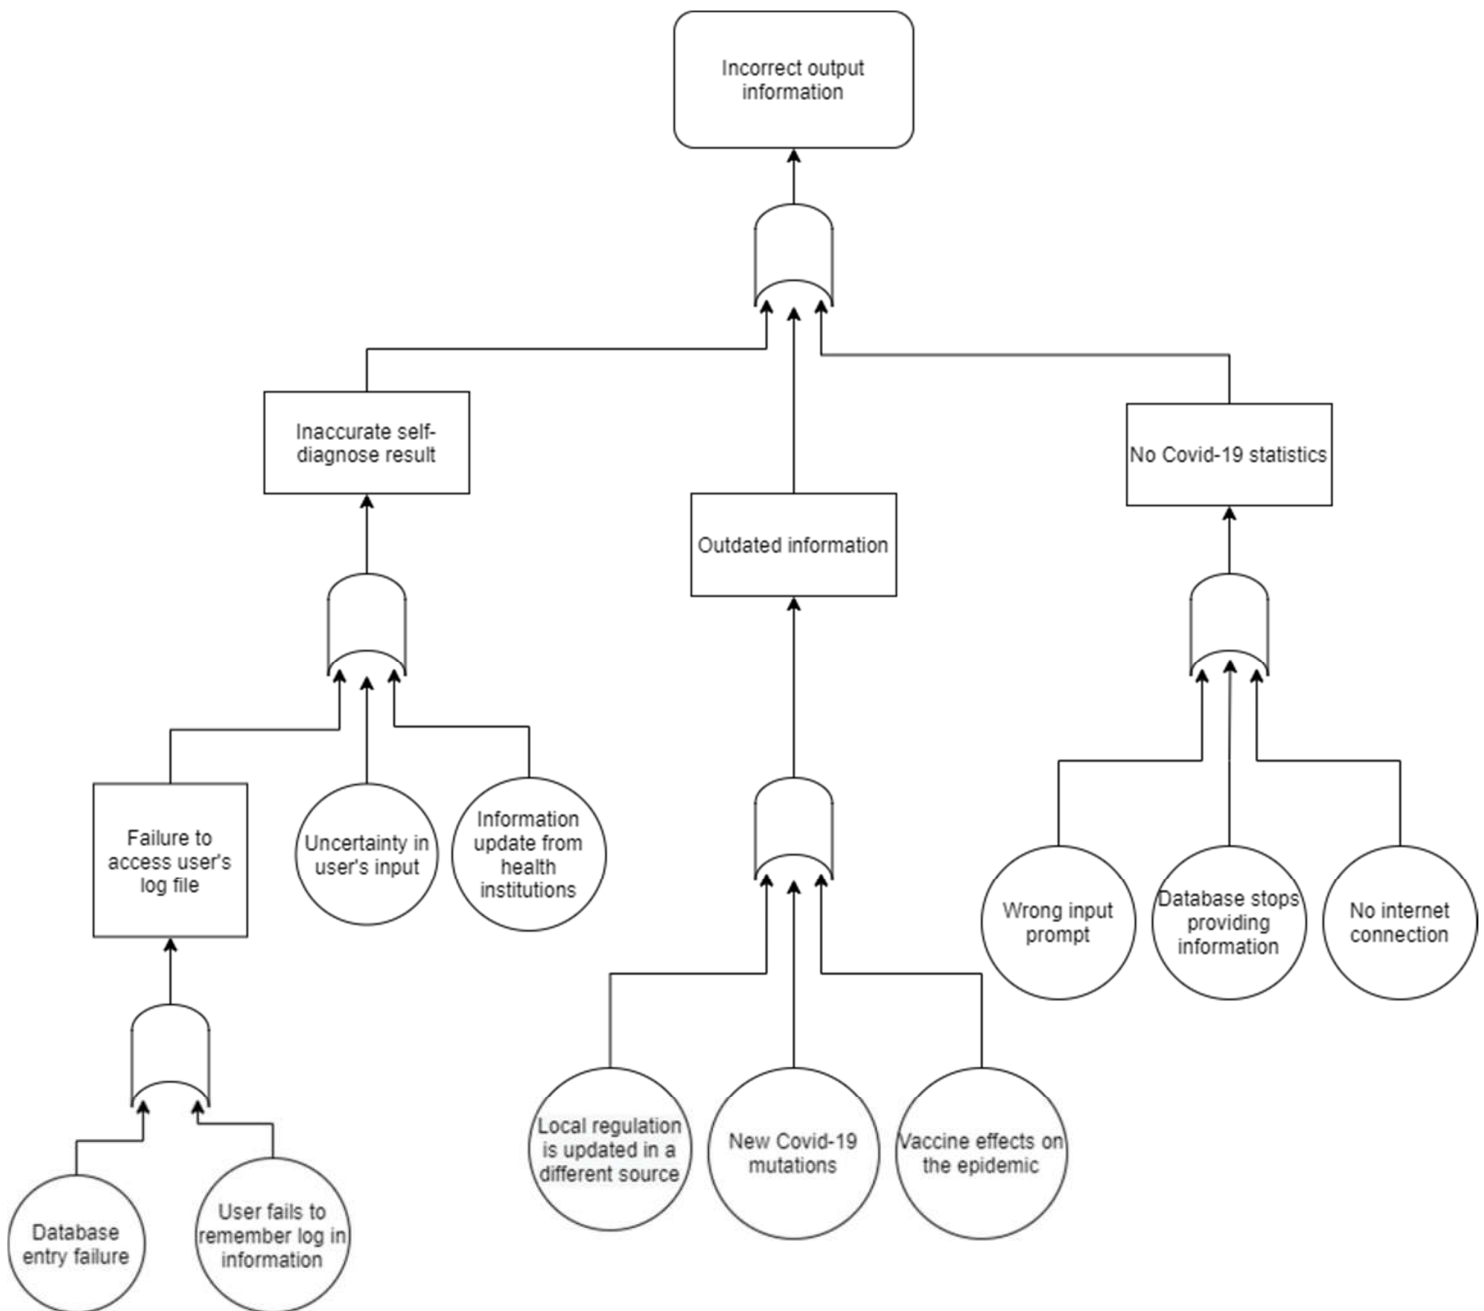 Incorrect output
information
Inaccurate self-
diagnose result
No Covid-19 statistics
Outdated information
Failure to
access user's
log file
Uncertainty in
user's input
Information
update from
health
institutions
Wrong input
prompt
Database stops
providing
information
No internet
connection
Local regulation
is updated in a
different source
New Covid-19
mutations
Vaccine effects on
the epidemic
Database
entry failure
User fails to
remember log in
information